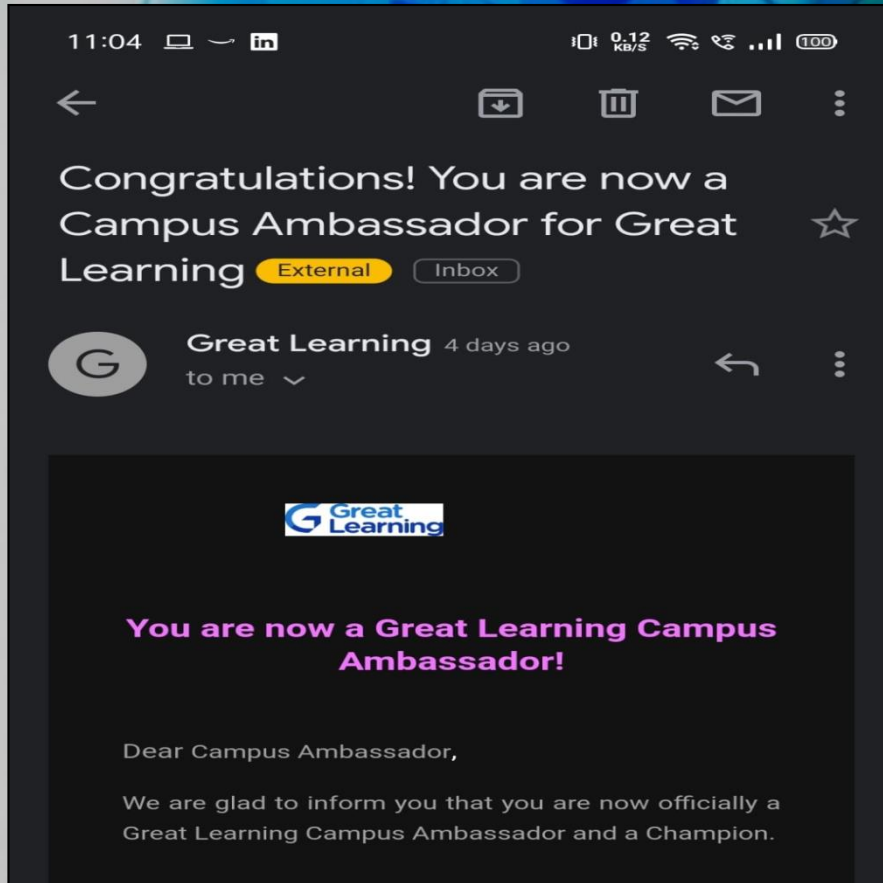 11:04 in 0.12 KB/S 100
Congratulations! You are now a
Campus Ambassador for Great
Learning External Inbox
G Great Learning 4 days ago
to me
Great
Learning
You are now a Great Learning Campus
Ambassador!
Dear Campus Ambassador,
We are glad to inform you that you are now officially a
Great Learning Campus Ambassador and a Champion.